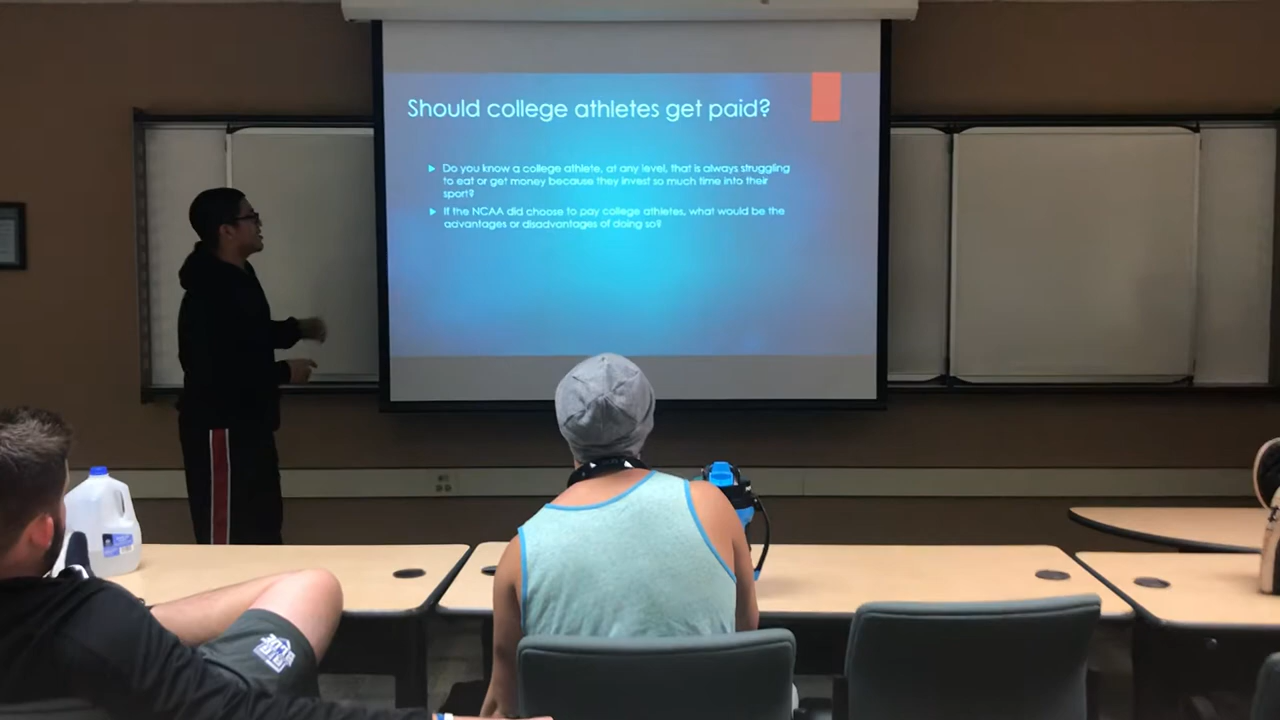 Should college athletes get paid?
Do you know a college athlete, at any level, that is always struggling
to eat or get money because they invest so much time into their
sport?
If the NCAA did choose to pay college athletes, what would be the
advantages or disadvantages of doing so?